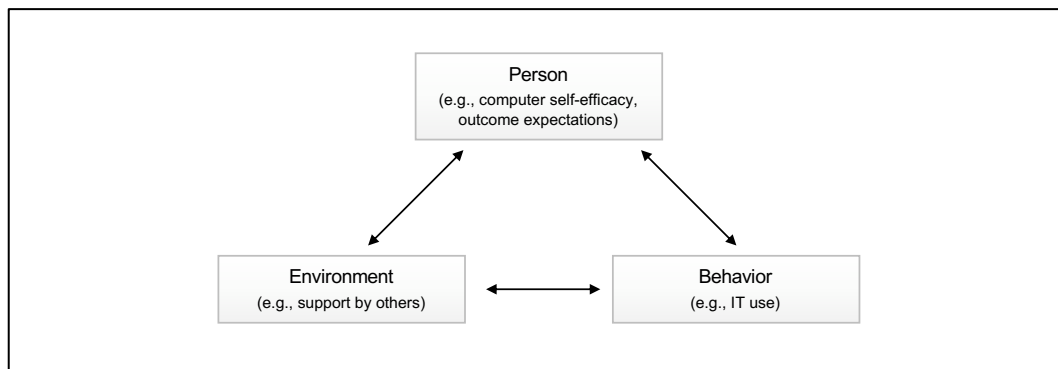 Person
(e.g., computer self-efficacy,
outcome expectations)
Environment
(e.g., support by others)
Behavior
(e.g., IT use)